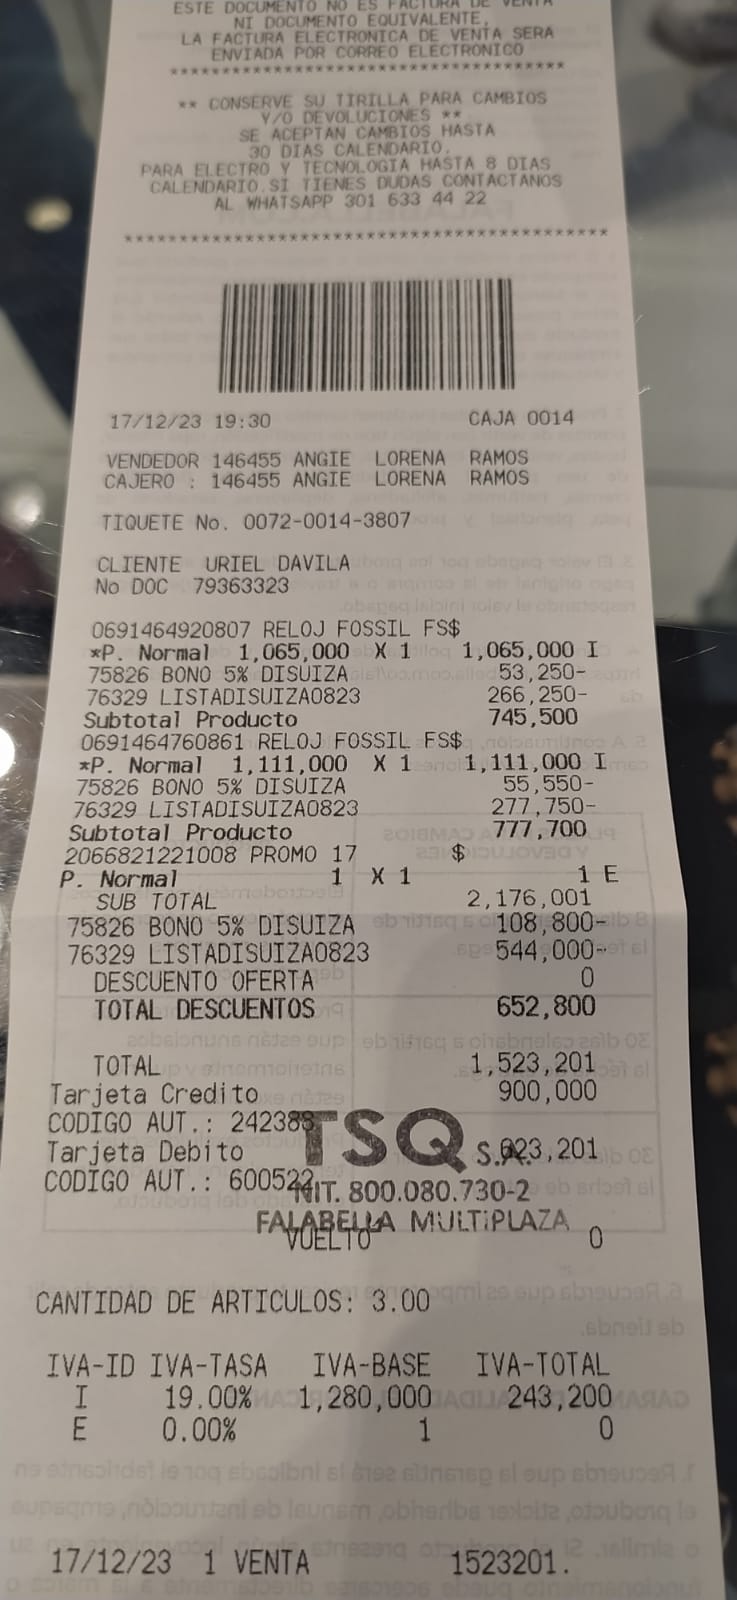 ESTE DOCUMENTO NO ES FACTURA DE VENTA
NI DOCUMENTO EQUIVALENTE,
LA FACTURA ELECTRONICA DE VENTA SERA
ENVIADA POR CORREO ELECTRONICO
****************************************
** CONSERVE SU TIRILLA PARA CAMBIOS
Y/O DEVOLUCIONES **
SE ACEPTAN CAMBIOS HASTA
30 DIAS CALENDARIO.
PARA ELECTRO Y TECNOLOGIA HASTA 8 DIAS
CALENDARIO.SI TIENES DUDAS CONTACTANOS
AL WHATSAPP 301 633 44 22
****************************************
17/12/23 19:30 CAJA 0014
VENDEDOR 146455 ANGIE LORENA RAMOS
CAJERO : 146455 ANGIE LORENA RAMOS
TIQUETE No. 0072-0014-3807
CLIENTE URIEL DAVILA
No DOC 79363323
0691464920807 RELOJ FOSSIL FS$
*P. Normal 1,065,000 X 1 1,065,000 I
75826 BONO 5% DISUIZA 53,250-
76329 LISTADISUIZA0823 266,250-
Subtotal Producto 745,500
0691464760861 RELOJ FOSSIL FS$
*P. Normal 1,111,000 X 1 1,111,000 I
75826 BONO 5% DISUIZA 55,550-
76329 LISTADISUIZA0823 277,750-
Subtotal Producto 777,700
2066821221008 PROMO 17 $
P. Normal 1 X 1 1 E
SUB TOTAL 2,176,001
75826 BONO 5% DISUIZA 108,800-
76329 LISTADISUIZA0823 544,000-
DESCUENTO OFERTA 0
TOTAL DESCUENTOS 652,800
TOTAL 1,523,201
Tarjeta Credito 900,000
CODIGO AUT.: 242388
Tarjeta Debito 623,201
CODIGO AUT.: 600522
TSQ S.A.
NIT. 800.080.730-2
FALABELLA MULTiPLAZA
VUELTO 0
CANTIDAD DE ARTICULOS: 3.00
IVA-ID IVA-TASA IVA-BASE IVA-TOTAL
I 19.00% 1,280,000 243,200
E 0.00% 1 0
17/12/23 1 VENTA 1523201.